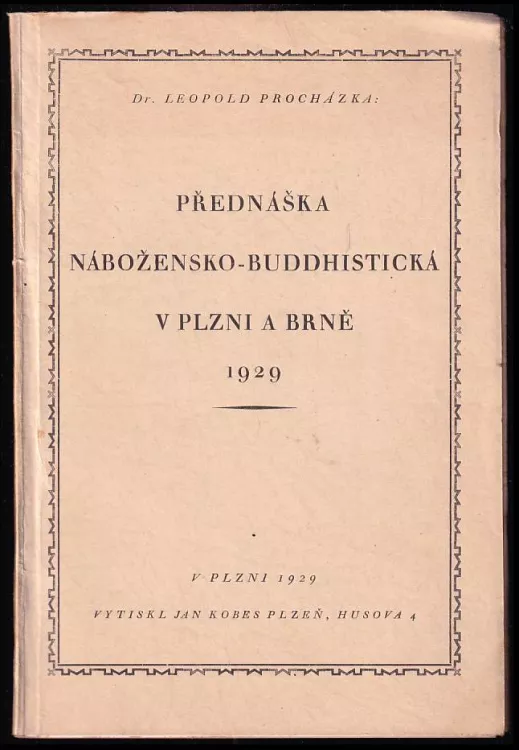 Dr. LEOPOLD PROCHÁZKA:
PŘEDNÁŠKA
NÁBOŽENSKO-BUDDHISTICKÁ
V PLZNI A BRNĚ
1929
V PLZNI 1929
VYTISKL JAN KOBES PLZEŇ, HUSOVA 4